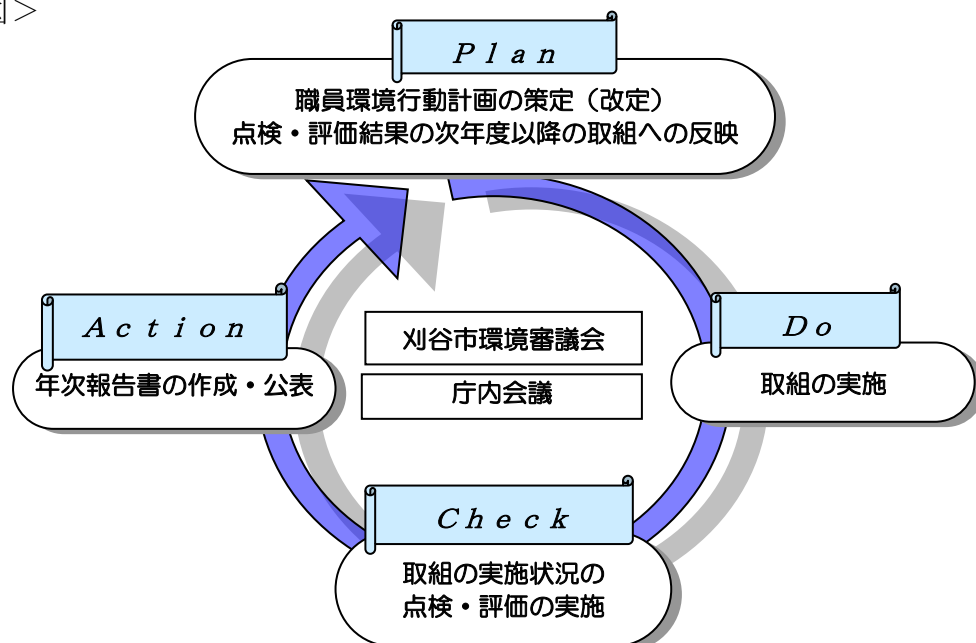 ＞
Plan
職員環境行動計画の策定（改定）
点検・評価結果の次年度以降の取組への反映
Action
年次報告書の作成・公表
刈谷市環境審議会
庁内会議
Do
取組の実施
Check
取組の実施状況の
点検・評価の実施